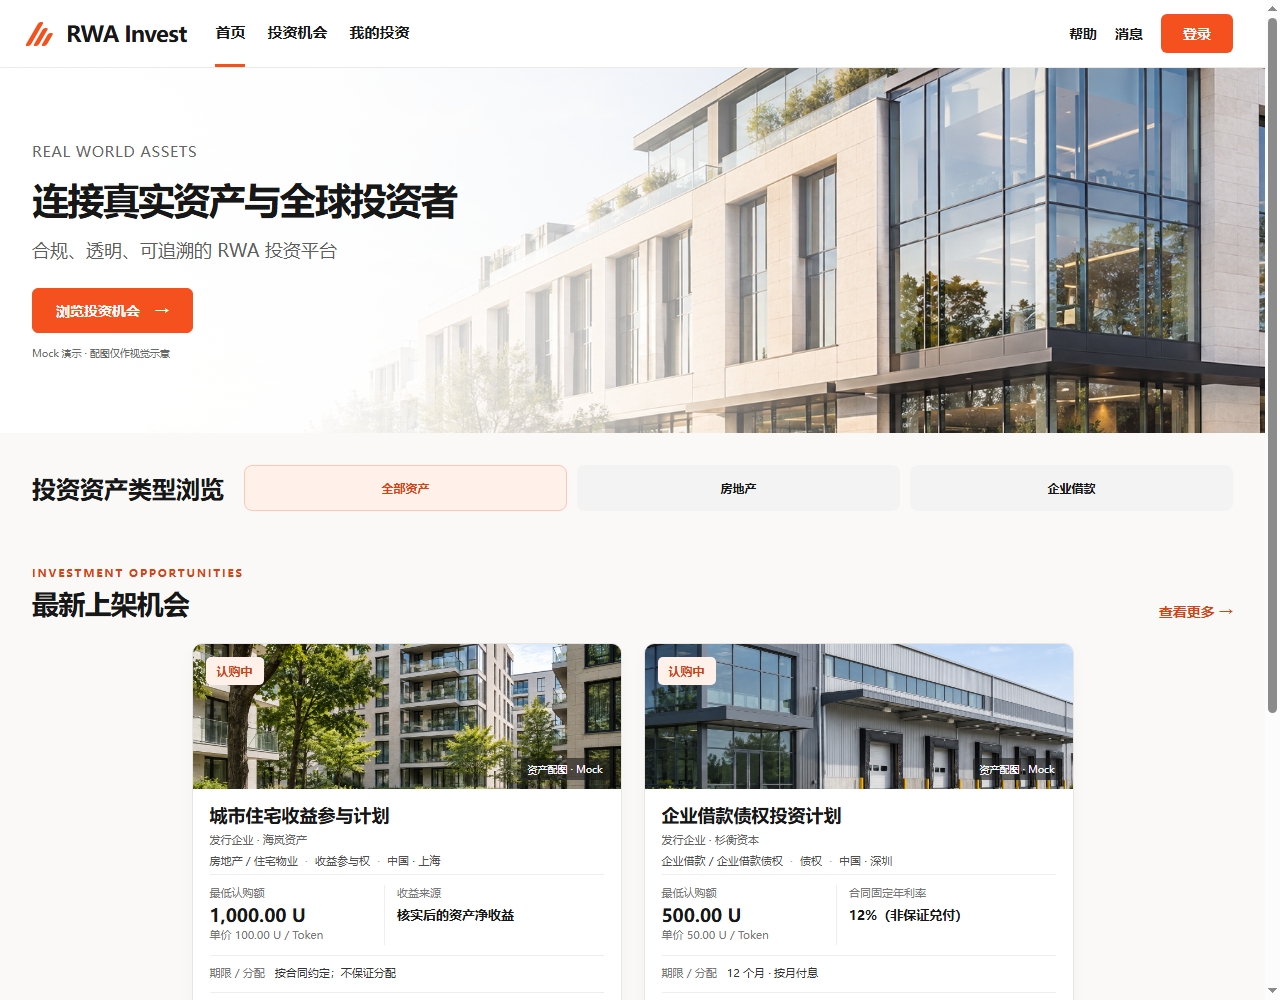 RWA Invest 首页 投资机会 我的投资 帮助 消息 登录
REAL WORLD ASSETS
连接真实资产与全球投资者
合规、透明、可追溯的 RWA 投资平台
浏览投资机会 →
Mock 演示 · 配图仅作视觉示意
投资资产类型浏览 全部资产 房地产 企业借款
INVESTMENT OPPORTUNITIES
最新上架机会
查看更多 →
认购中
资产配图 · Mock
城市住宅收益参与计划
发行企业 · 海岚资产
房地产 / 住宅物业 · 收益参与权 · 中国 · 上海
最低认购额
1,000.00 U
单价 100.00 U / Token
收益来源
核实后的资产净收益
期限 / 分配 按合同约定；不保证分配
认购中
资产配图 · Mock
企业借款债权投资计划
发行企业 · 杉衡资本
企业借款 / 企业借款债权 · 债权 · 中国 · 深圳
最低认购额
500.00 U
单价 50.00 U / Token
合同固定年利率
12%（非保证兑付）
期限 / 分配 12 个月 · 按月付息